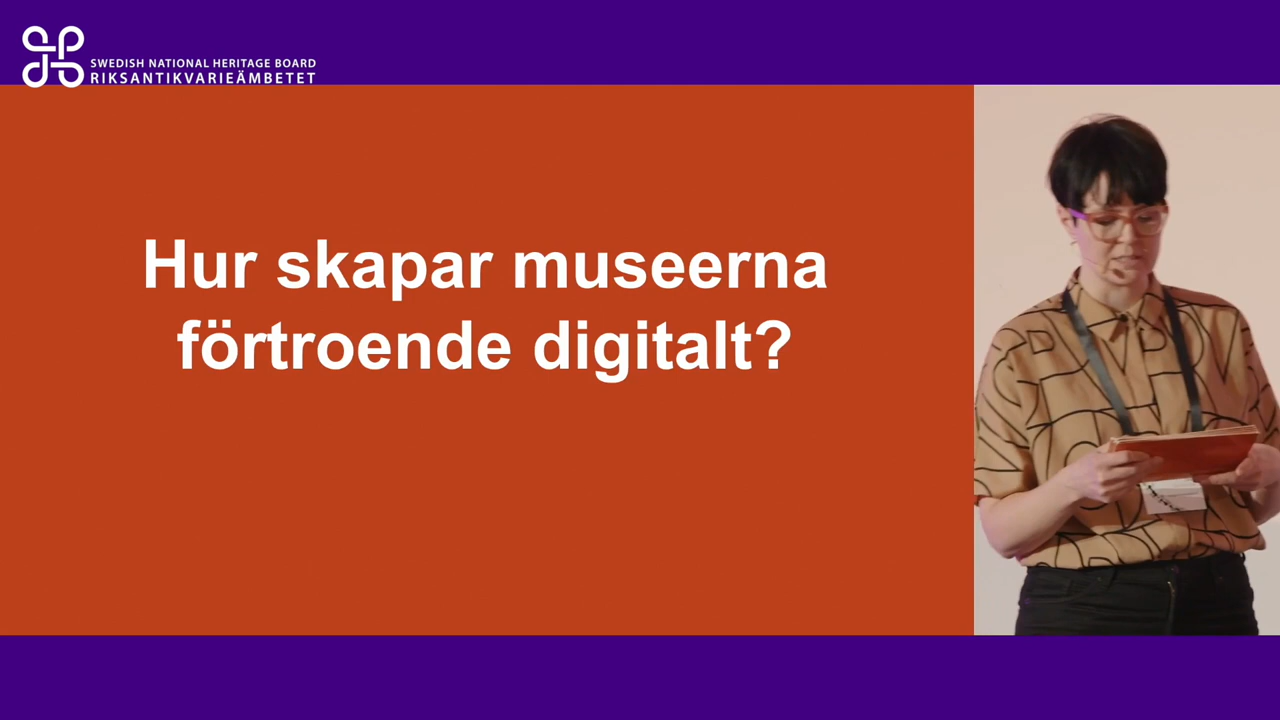 SWEDISH NATIONAL HERITAGE BOARD
RIKSANTIKVARIEÄMBETET
Hur skapar museerna
förtroende digitalt?